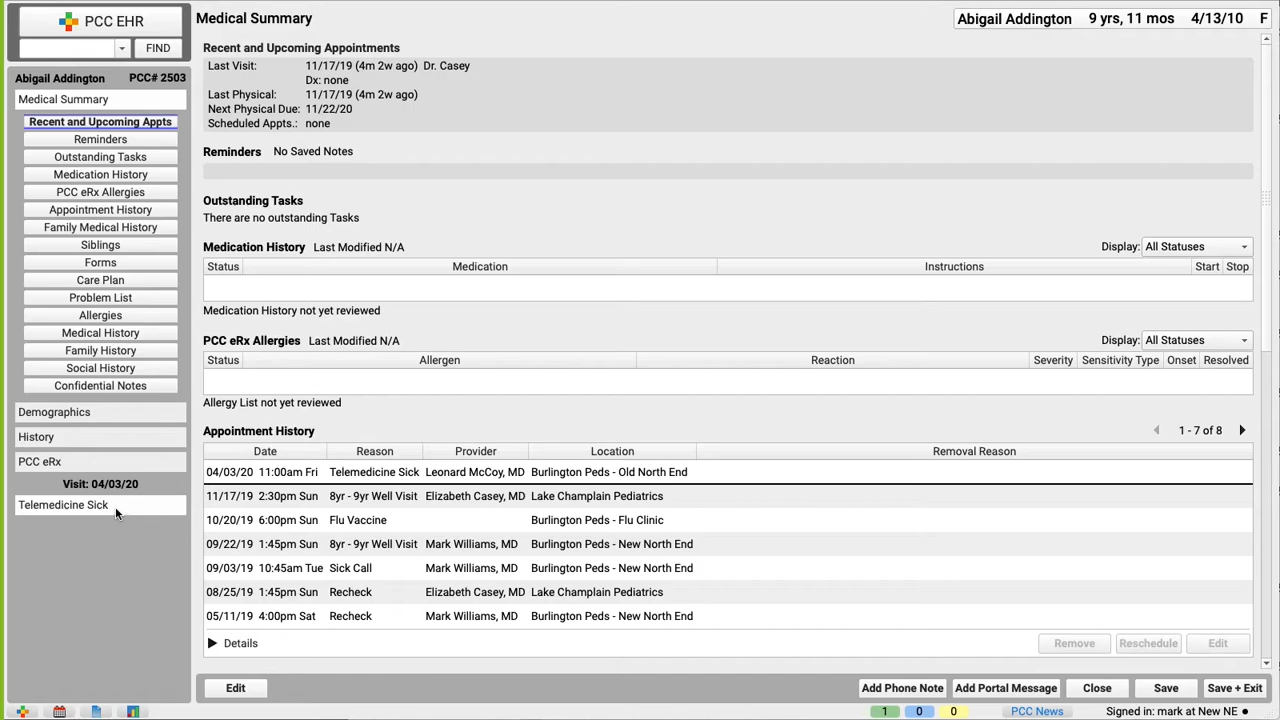 PCC EHR
FIND
Abigail Addington PCC# 2503
Medical Summary
Recent and Upcoming Appts
Reminders
Outstanding Tasks
Medication History
PCC eRx Allergies
Appointment History
Family Medical History
Siblings
Forms
Care Plan
Problem List
Allergies
Medical History
Family History
Social History
Confidential Notes
Demographics
History
PCC eRx
Visit: 04/03/20
Telemedicine Sick
Medical Summary Abigail Addington 9 yrs, 11 mos 4/13/10 F
Recent and Upcoming Appointments
Last Visit: 11/17/19 (4m 2w ago) Dr. Casey
Dx: none
Last Physical: 11/17/19 (4m 2w ago)
Next Physical Due: 11/22/20
Scheduled Appts.: none
Reminders No Saved Notes
Outstanding Tasks
There are no outstanding Tasks
Medication History Last Modified N/A Display: All Statuses
Status Medication Instructions Start Stop
Medication History not yet reviewed
PCC eRx Allergies Last Modified N/A Display: All Statuses
Status Allergen Reaction Severity Sensitivity Type Onset Resolved
Allergy List not yet reviewed
Appointment History 1 - 7 of 8
Date Reason Provider Location Removal Reason
04/03/20 11:00am Fri Telemedicine Sick Leonard McCoy, MD Burlington Peds - Old North End
11/17/19 2:30pm Sun 8yr - 9yr Well Visit Elizabeth Casey, MD Lake Champlain Pediatrics
10/20/19 6:00pm Sun Flu Vaccine Burlington Peds - Flu Clinic
09/22/19 1:45pm Sun 8yr - 9yr Well Visit Mark Williams, MD Burlington Peds - New North End
09/03/19 10:45am Tue Sick Call Mark Williams, MD Burlington Peds - New North End
08/25/19 1:45pm Sun Recheck Elizabeth Casey, MD Lake Champlain Pediatrics
05/11/19 4:00pm Sat Recheck Mark Williams, MD Burlington Peds - New North End
Details Remove Reschedule Edit
Edit Add Phone Note Add Portal Message Close Save Save + Exit
1 0 0 PCC News Signed in: mark at New NE